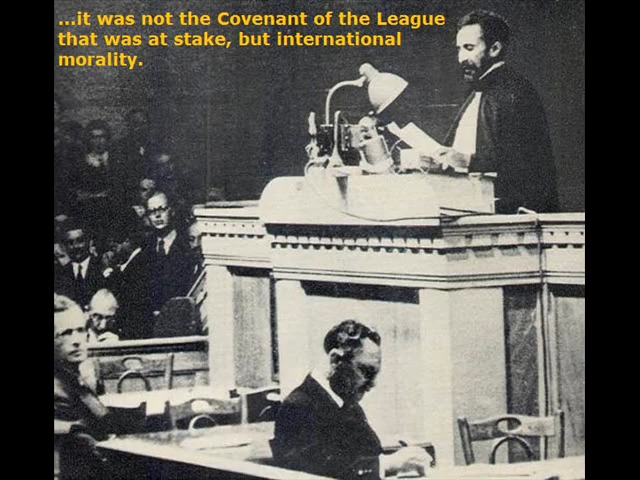 ...it was not the Covenant of the League
that was at stake, but international
morality.